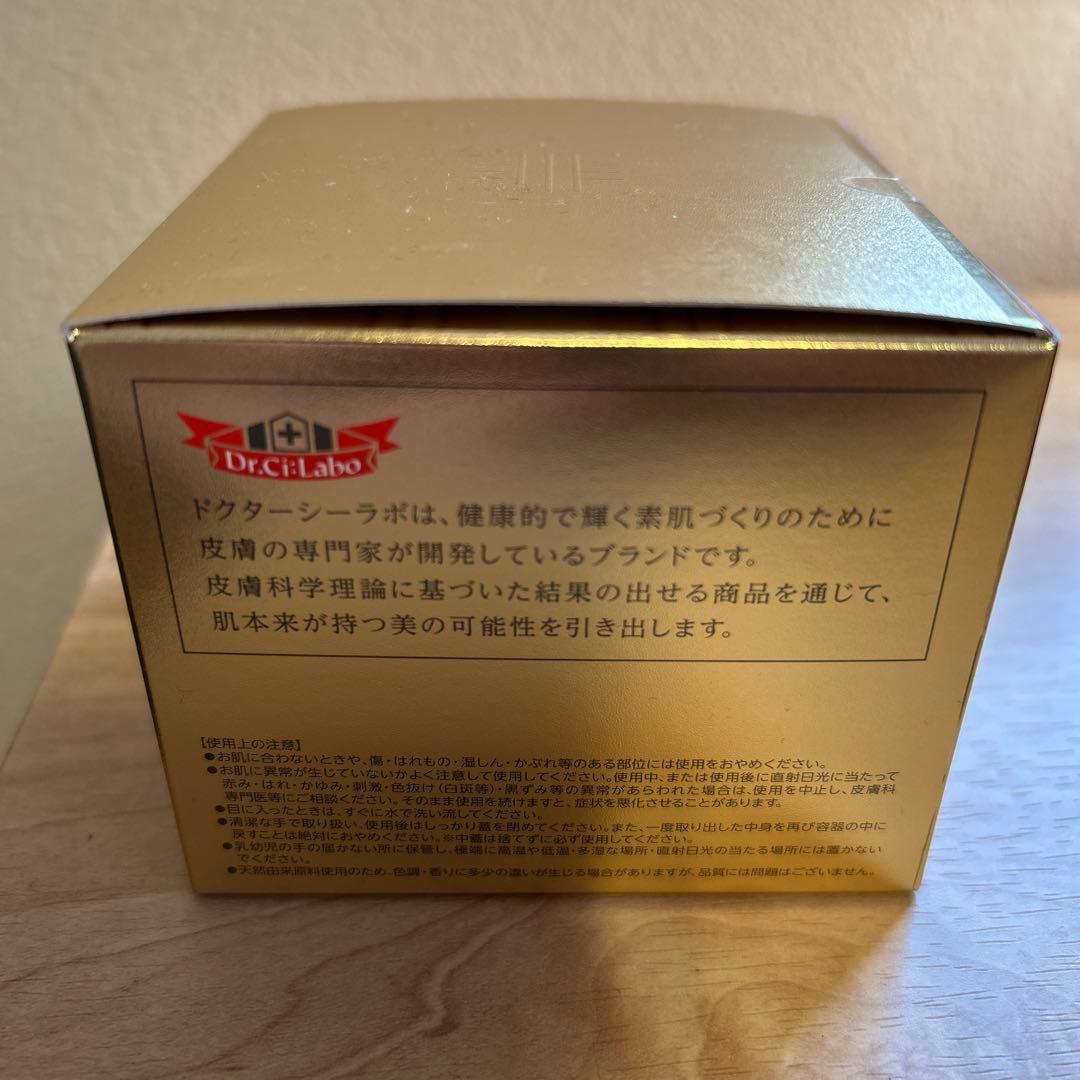 Dr.Ci:Labo
ドクターシーラボは、健康的で輝く素肌づくりのために
皮膚の専門家が開発しているブランドです。
皮膚科学理論に基づいた結果の出せる商品を通じて、
肌本来が持つ美の可能性を引き出します。
【使用上の注意】
●お肌に合わないときや、傷・はれもの・湿しん・かぶれ等のある部位には使用をおやめください。
●お肌に異常が生じていないかよく注意して使用してください。使用中、または使用後に直射日光に当たって
赤み・はれ・かゆみ・刺激・色抜け(白斑等)・黒ずみ等の異常があらわれた場合は、使用を中止し、皮膚科
専門医等にご相談ください。そのまま使用を続けますと、症状を悪化させることがあります。
●目に入ったときは、すぐに水で洗い流してください。
●清潔な手で取り扱い、使用後はしっかり蓋を閉めてください。また、一度取り出した中身を再び容器の中に
戻すことは絶対におやめください。※中蓋は捨てずに必ず使用してください。
●乳幼児の手の届かない所に保管し、極端に高温や低温・多湿な場所・直射日光の当たる場所には置かない
でください。
●天然由来原料使用のため、色調・香りに多少の違いが生じる場合がありますが、品質には問題はございません。